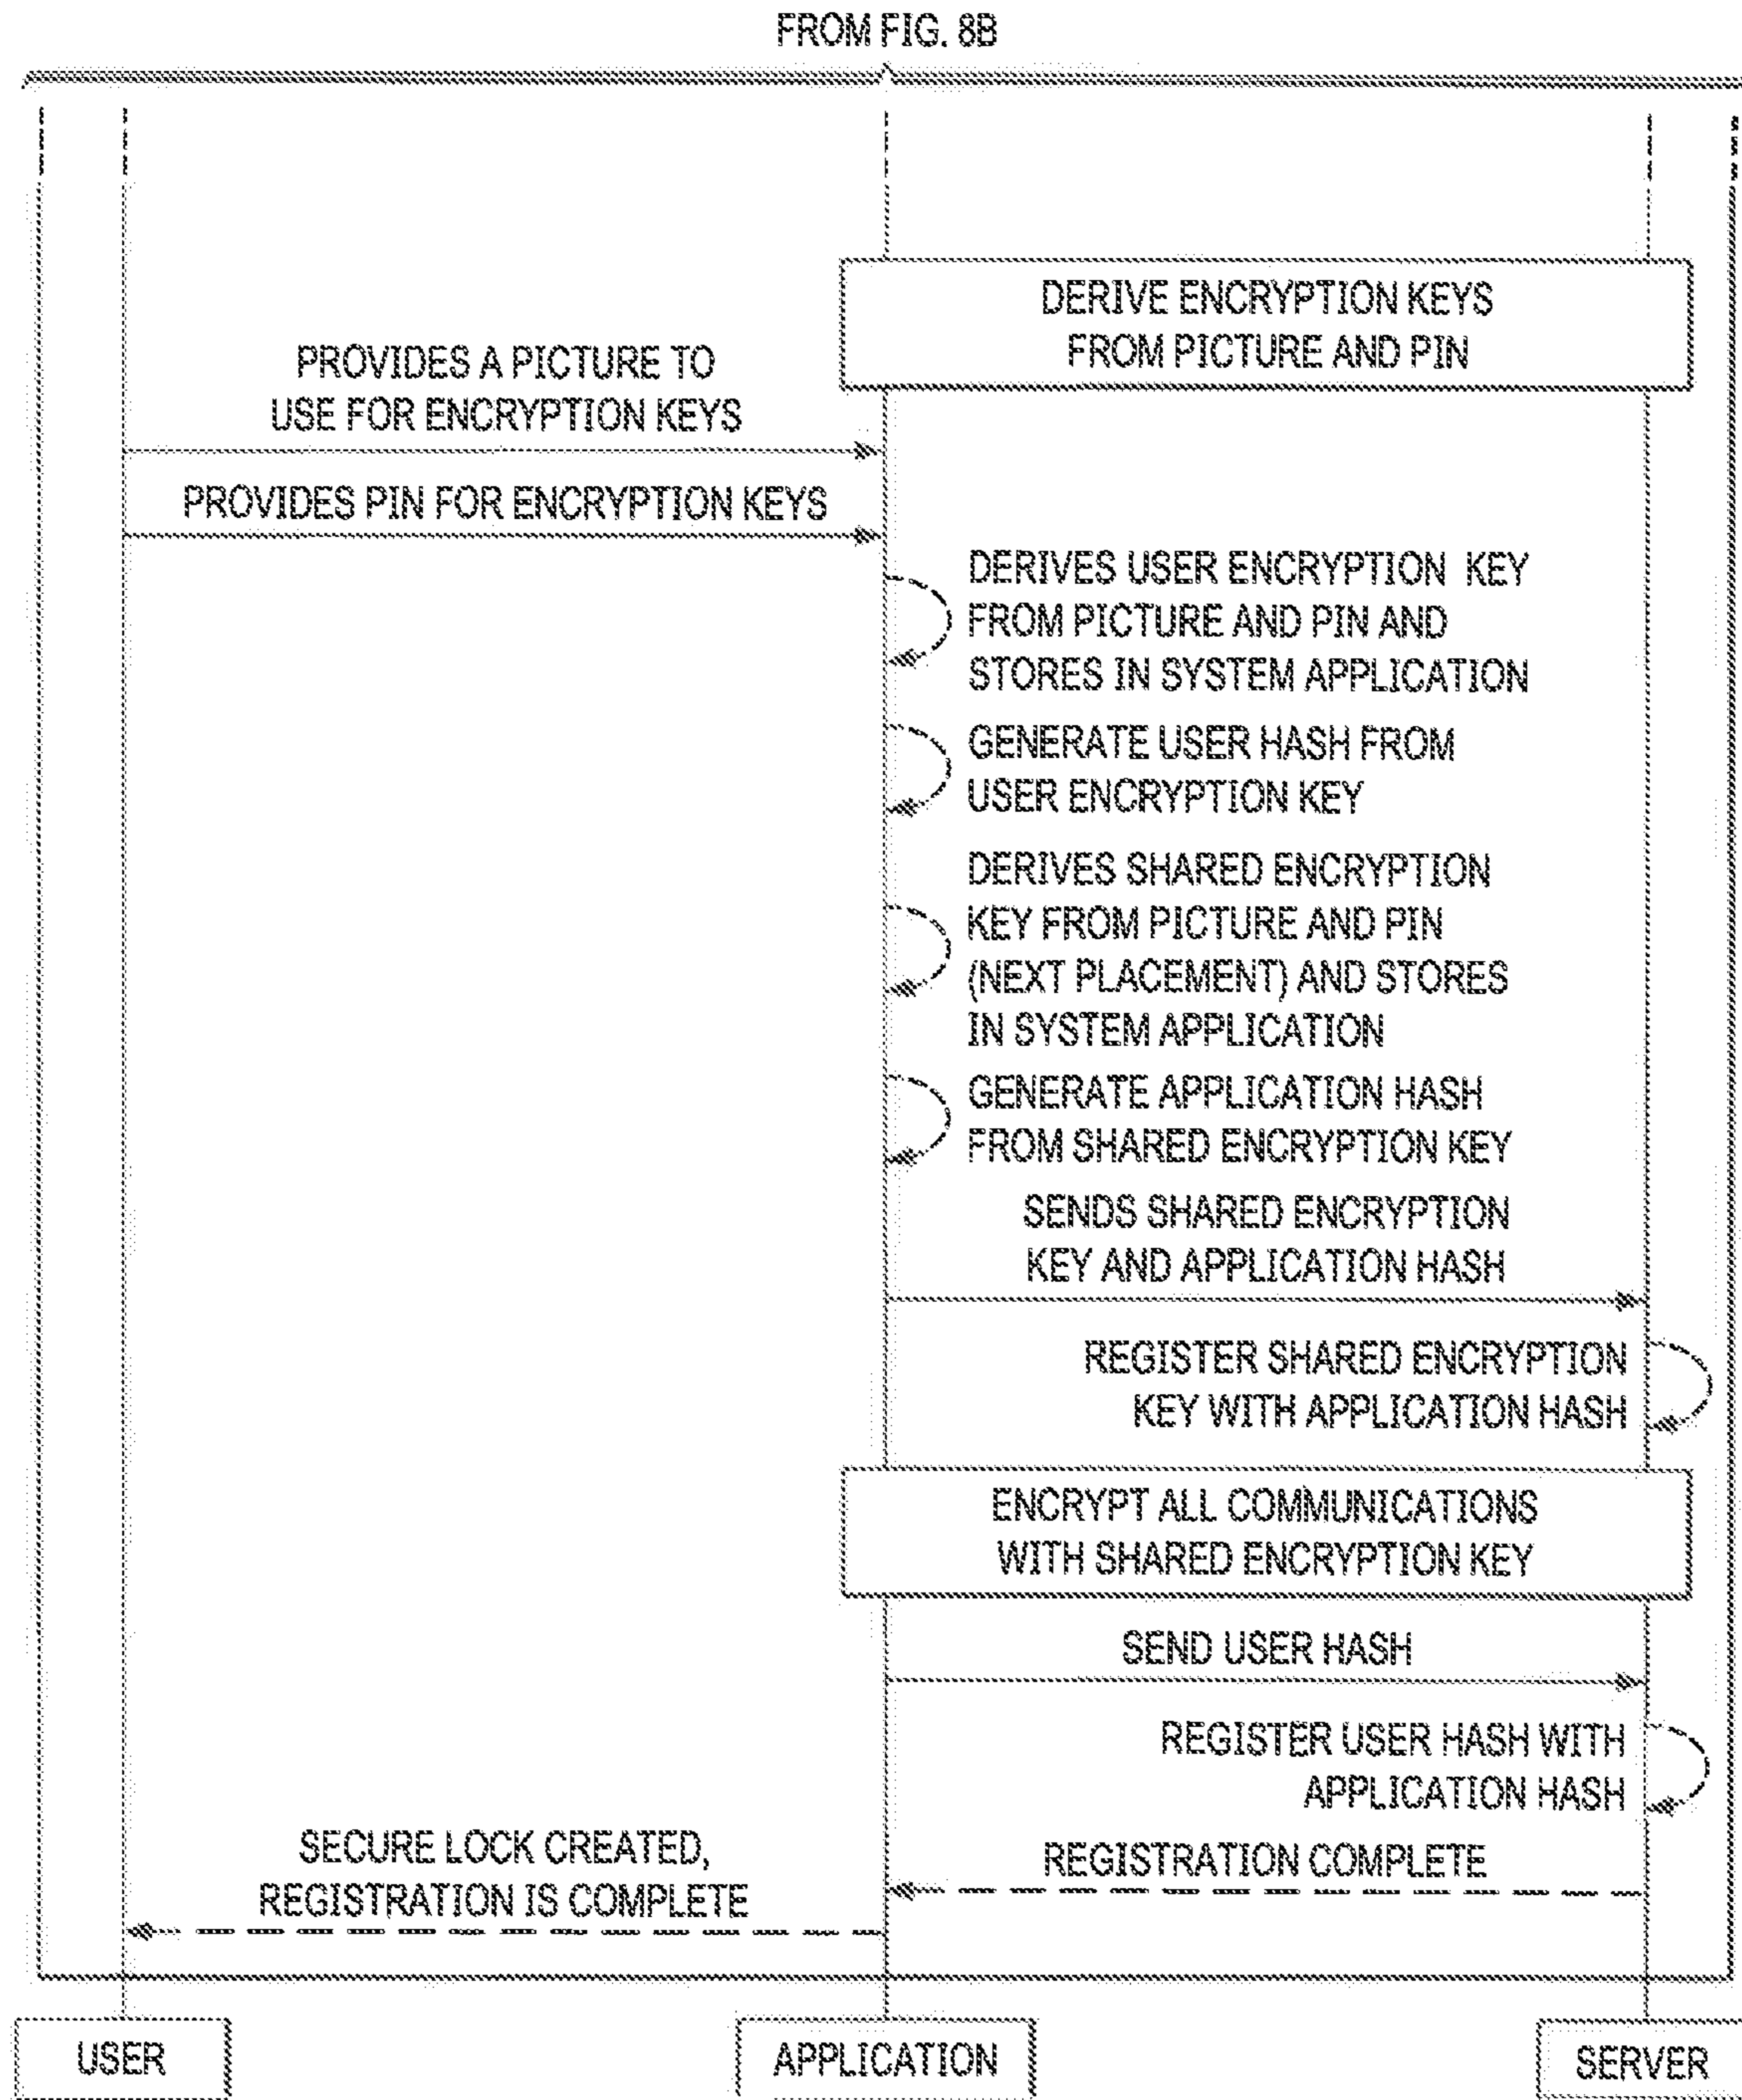 FROM FIG. 8B
DERIVE ENCRYPTION KEYS
FROM PICTURE AND PIN
PROVIDES A PICTURE TO
USE FOR ENCRYPTION KEYS
PROVIDES PIN FOR ENCRYPTION KEYS
DERIVES USER ENCRYPTION KEY
FROM PICTURE AND PIN AND
STORES IN SYSTEM APPLICATION
GENERATE USER HASH FROM
USER ENCRYPTION KEY
DERIVES SHARED ENCRYPTION
KEY FROM PICTURE AND PIN
(NEXT PLACEMENT) AND STORES
IN SYSTEM APPLICATION
GENERATE APPLICATION HASH
FROM SHARED ENCRYPTION KEY
SENDS SHARED ENCRYPTION
KEY AND APPLICATION HASH
REGISTER SHARED ENCRYPTION
KEY WITH APPLICATION HASH
ENCRYPT ALL COMMUNICATIONS
WITH SHARED ENCRYPTION KEY
SEND USER HASH
REGISTER USER HASH WITH
APPLICATION HASH
REGISTRATION COMPLETE
SECURE LOCK CREATED,
REGISTRATION IS COMPLETE
USER
APPLICATION
SERVER